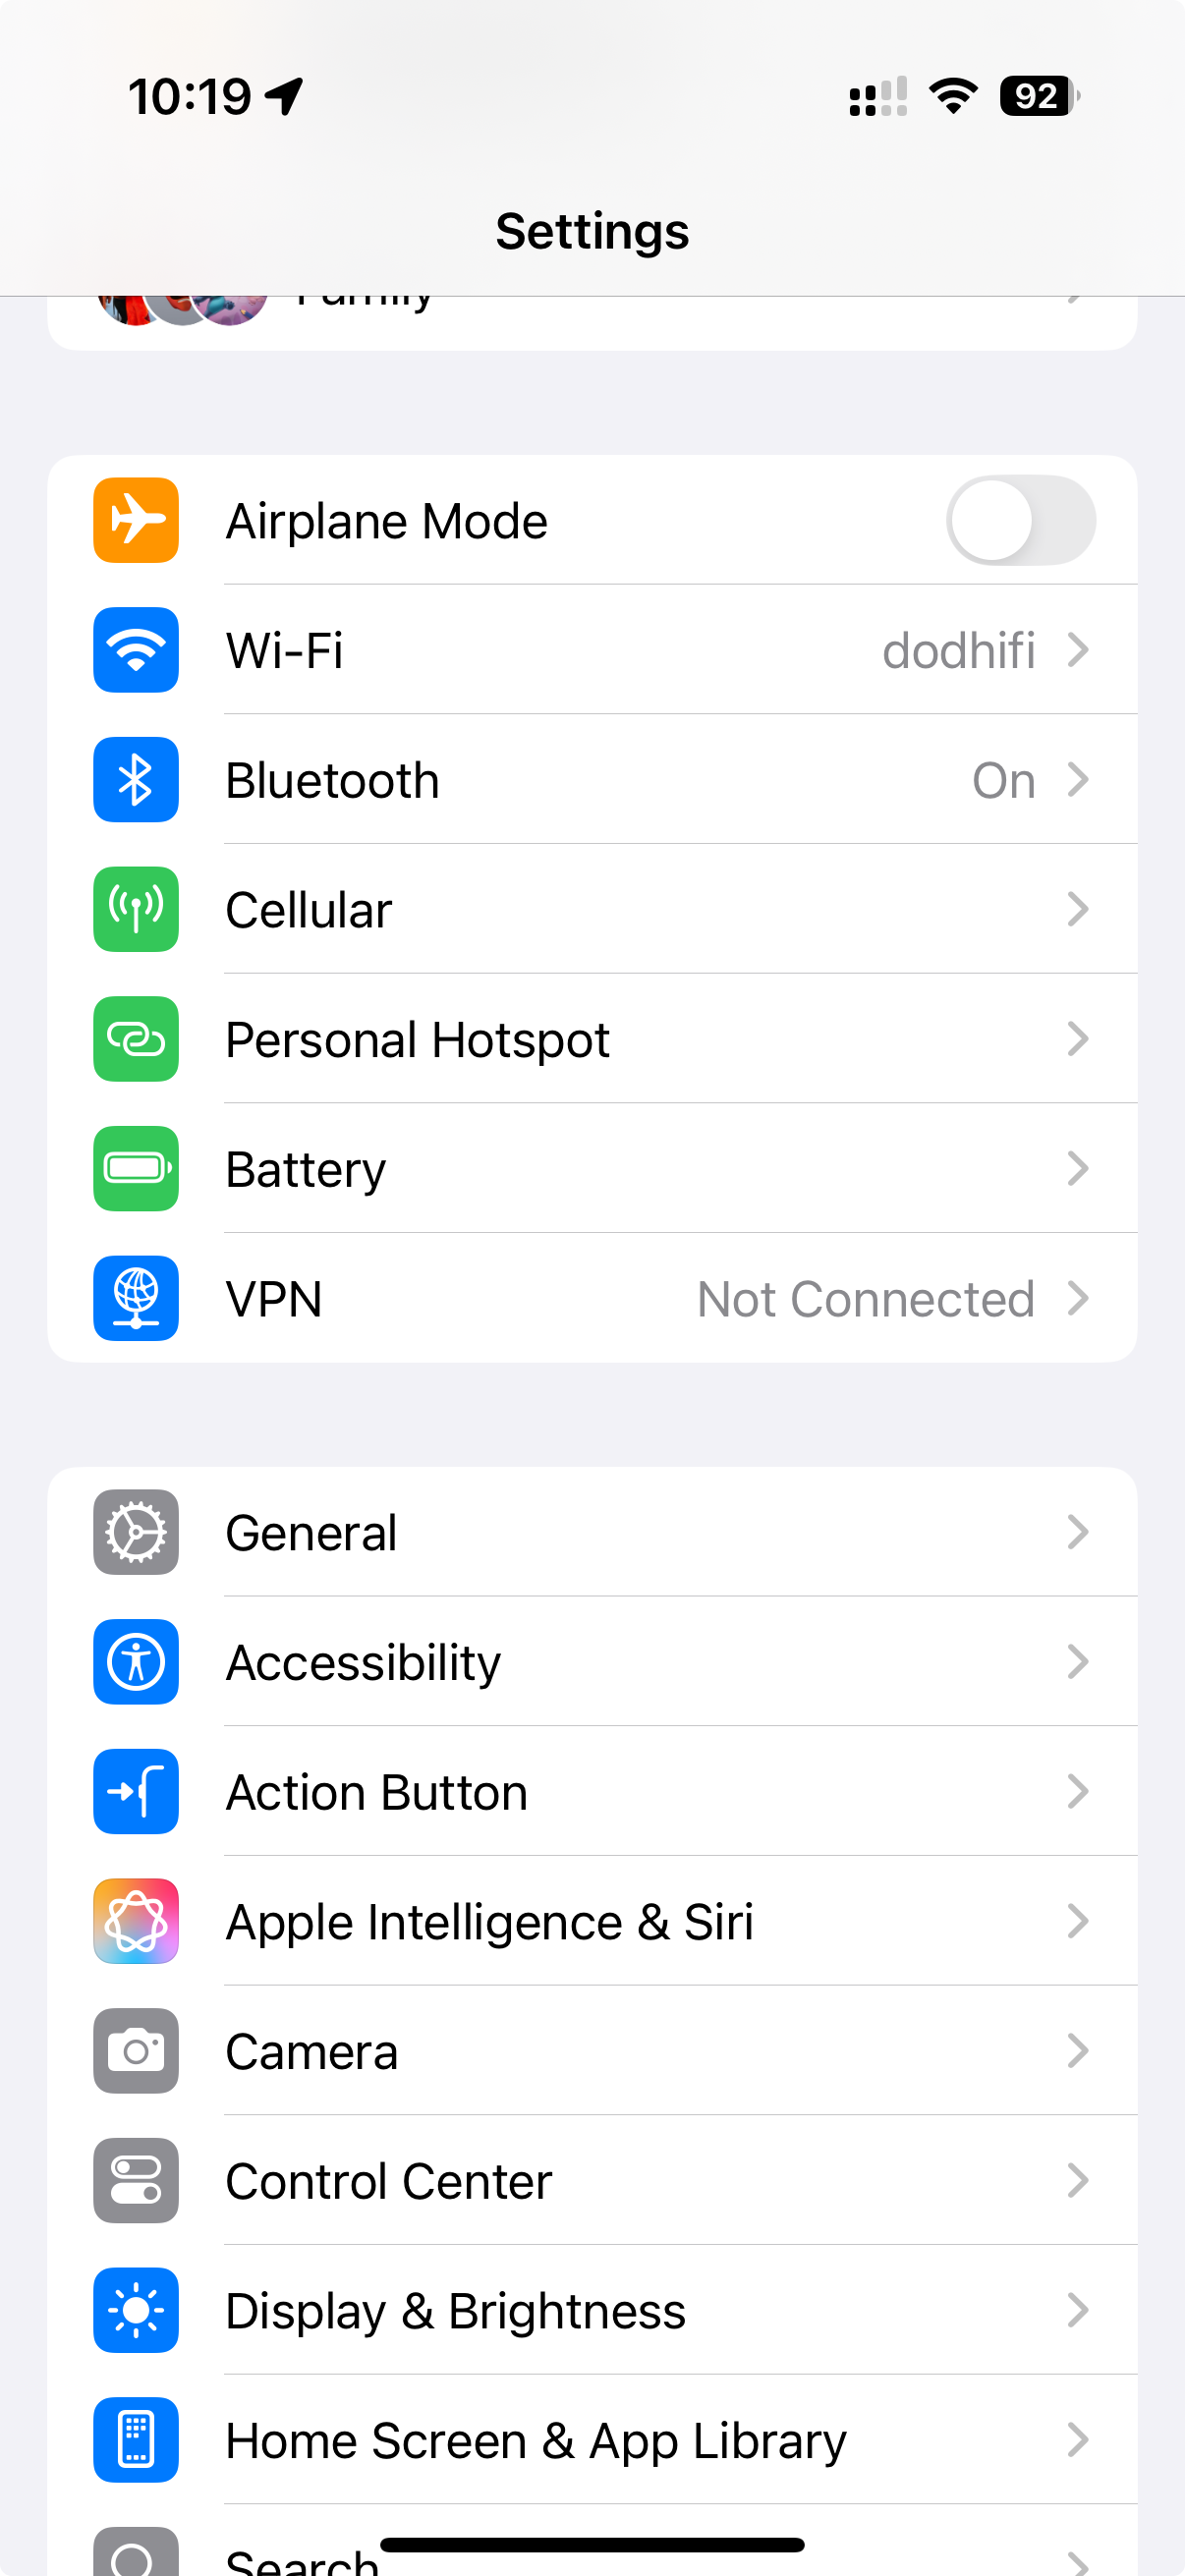 10:19
92
Settings
Family
Airplane Mode
Wi-Fi dodhifi
Bluetooth On
Cellular
Personal Hotspot
Battery
VPN Not Connected
General
Accessibility
Action Button
Apple Intelligence & Siri
Camera
Control Center
Display & Brightness
Home Screen & App Library
Search